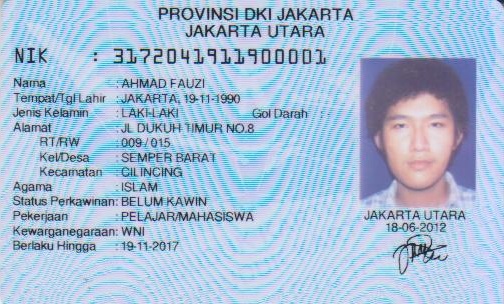 PROVINSI DKI JAKARTA
JAKARTA UTARA
NIK : 3172041911900001
Nama : AHMAD FAUZI
Tempat/Tgl Lahir : JAKARTA, 19-11-1990
Jenis Kelamin : LAKI-LAKI Gol Darah :
Alamat : JL DUKUH TIMUR NO.8
RT/RW : 009 / 015
Kel/Desa : SEMPER BARAT
Kecamatan : CILINCING
Agama : ISLAM
Status Perkawinan: BELUM KAWIN
Pekerjaan : PELAJAR/MAHASISWA
Kewarganegaraan: WNI
Berlaku Hingga : 19-11-2017
JAKARTA UTARA
18-06-2012